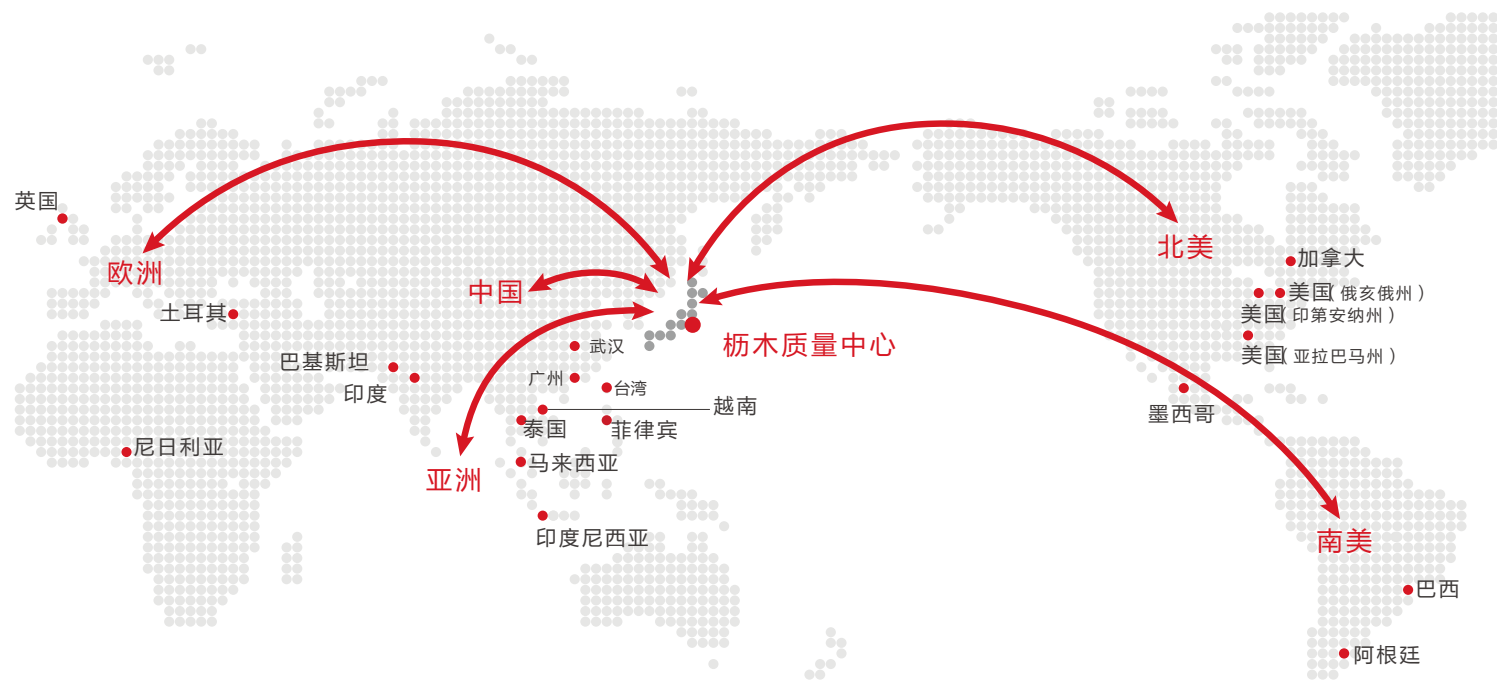 英国
欧洲
土耳其
中国
北美
加拿大
美国(俄亥俄州)
美国(印第安纳州)
美国(亚拉巴马州)
枥木质量中心
武汉
巴基斯坦
广州
印度
台湾
越南
泰国
菲律宾
墨西哥
尼日利亚
马来西亚
亚洲
印度尼西亚
南美
巴西
阿根廷